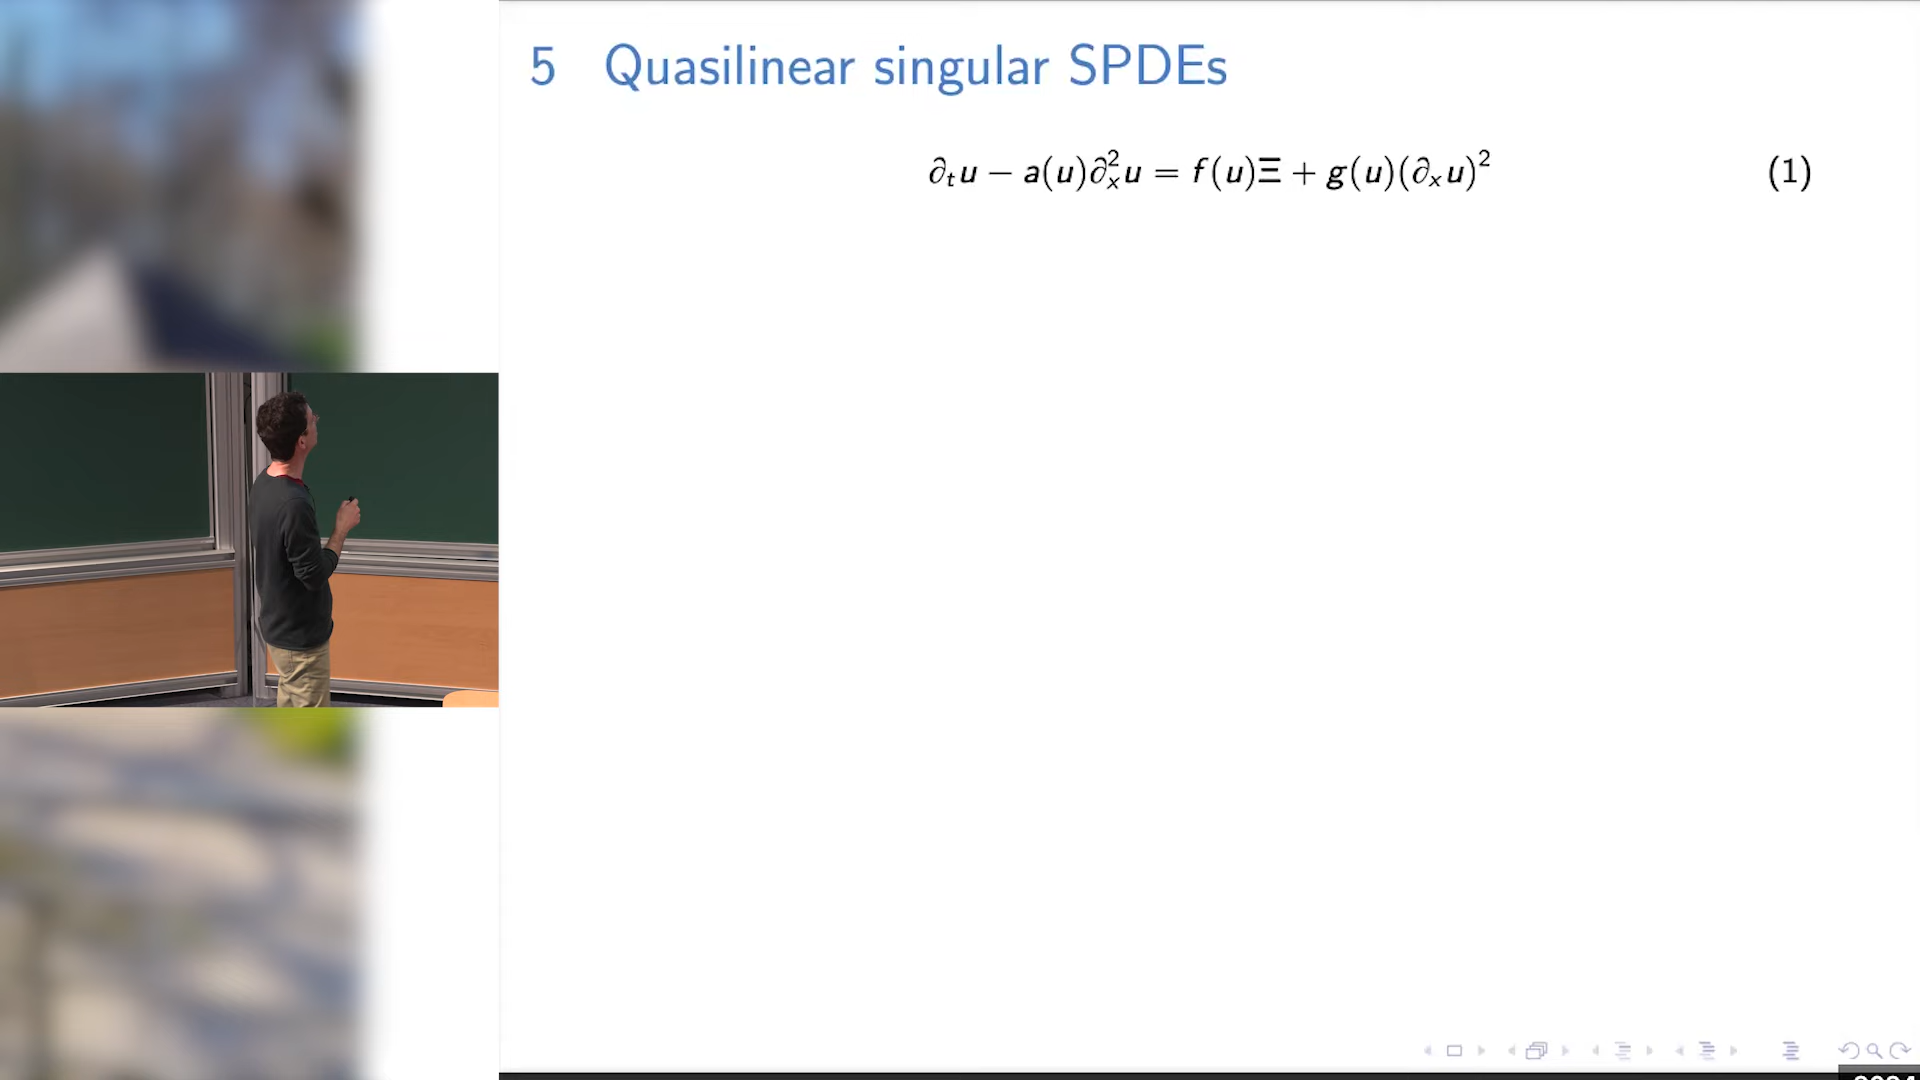 5 Quasilinear singular SPDEs
∂ₜu − a(u)∂ₓ²u = f(u)Ξ + g(u)(∂ₓu)² (1)